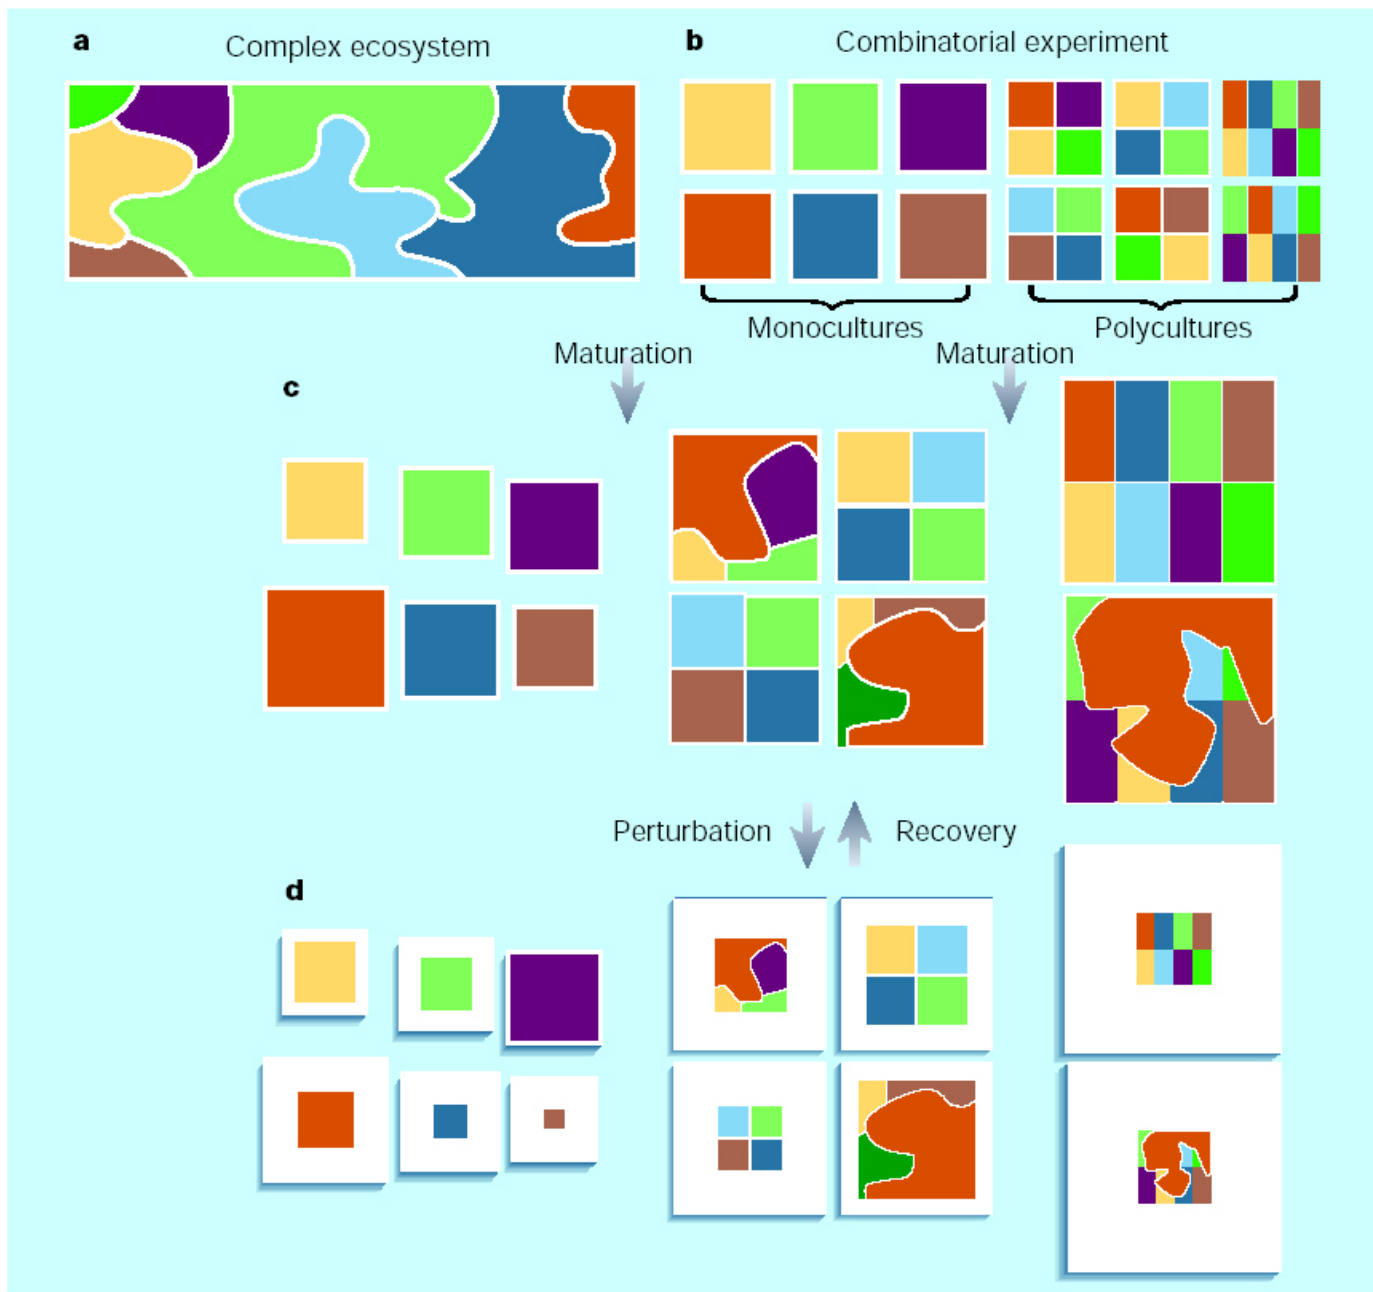 a
Complex ecosystem
b
Combinatorial experiment
Monocultures
Polycultures
Maturation
Maturation
c
Perturbation
Recovery
d